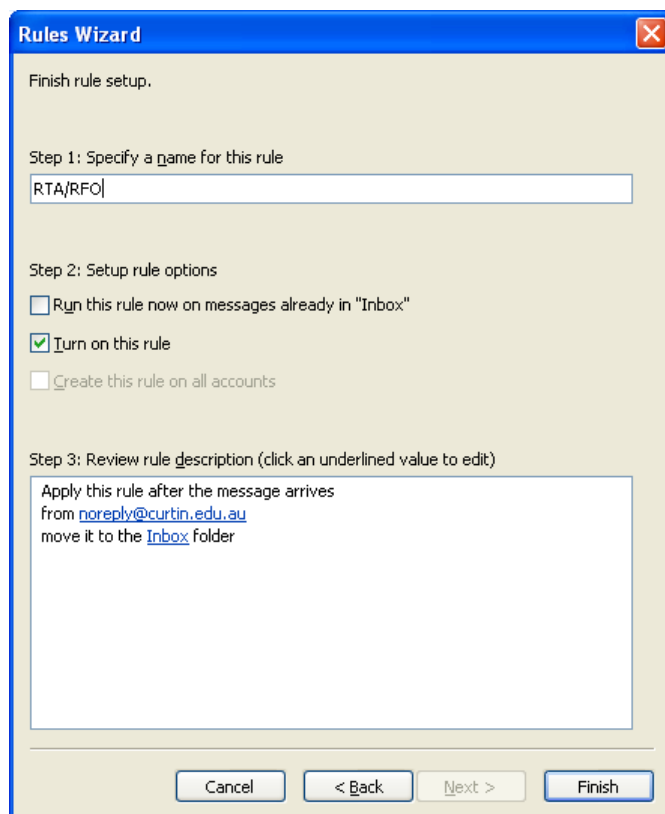 Rules Wizard
Finish rule setup.
Step 1: Specify a name for this rule
RTA/RFO
Step 2: Setup rule options
Run this rule now on messages already in "Inbox"
Turn on this rule
Create this rule on all accounts
Step 3: Review rule description (click an underlined value to edit)
Apply this rule after the message arrives
from noreply@curtin.edu.au
move it to the Inbox folder
Cancel < Back Next > Finish